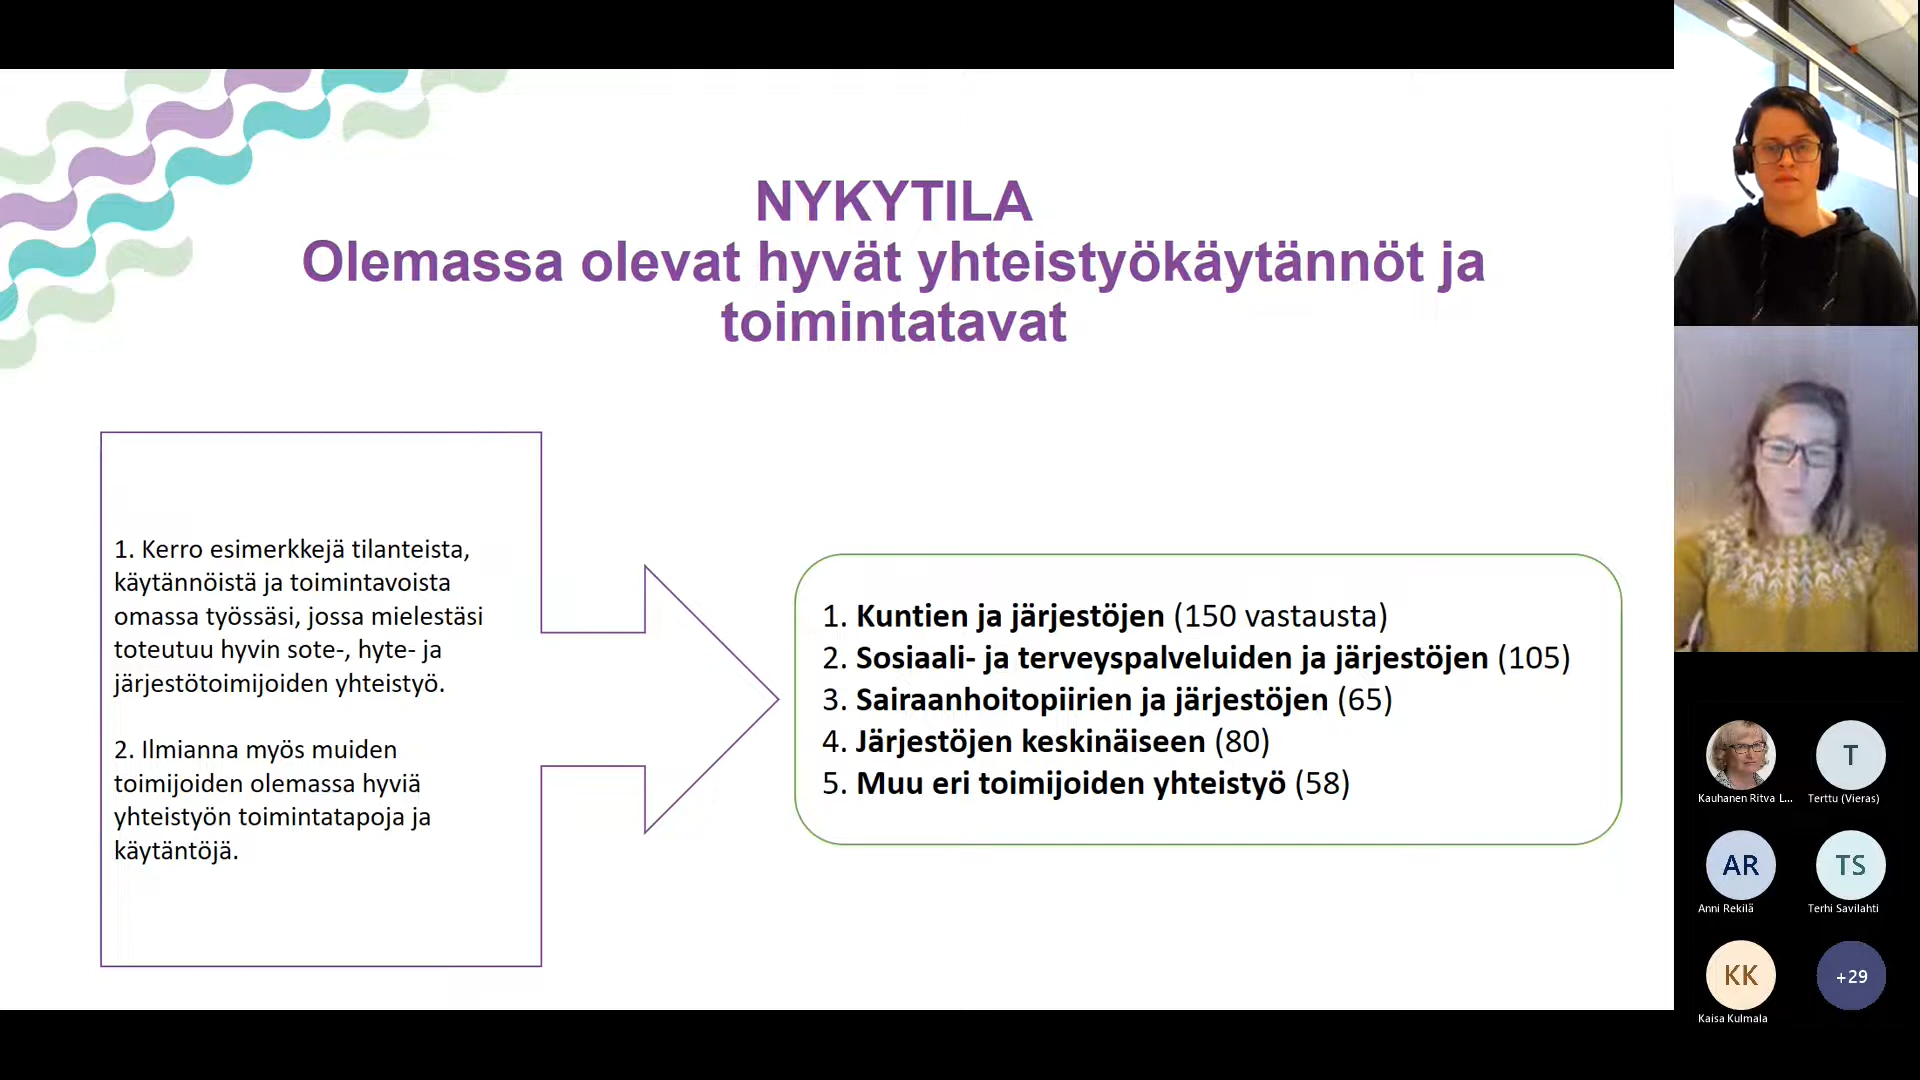 NYKYTILA
Olemassa olevat hyvät yhteistyökäytännöt ja
toimintatavat
1. Kerro esimerkkejä tilanteista,
käytännöistä ja toimintavoista
omassa työssäsi, jossa mielestäsi
toteutuu hyvin sote-, hyte- ja
järjestötoimijoiden yhteistyö.
2. Ilmianna myös muiden
toimijoiden olemassa hyviä
yhteistyön toimintatapoja ja
käytäntöjä.
1. Kuntien ja järjestöjen (150 vastausta)
2. Sosiaali- ja terveyspalveluiden ja järjestöjen (105)
3. Sairaanhoitopiirien ja järjestöjen (65)
4. Järjestöjen keskinäiseen (80)
5. Muu eri toimijoiden yhteistyö (58)
T
Kauhanen Ritva L...
Terttu (Vieras)
AR
TS
Anni Rekilä
Terhi Savilahti
KK
+29
Kaisa Kulmala